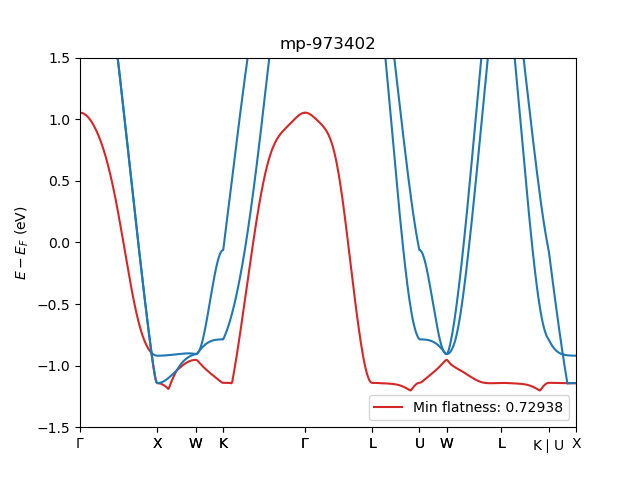 mp-973402
E − E_F (eV)
1.5
1.0
0.5
0.0
−0.5
−1.0
−1.5
Min flatness: 0.72938
Γ X W K Γ L U W L K | U X